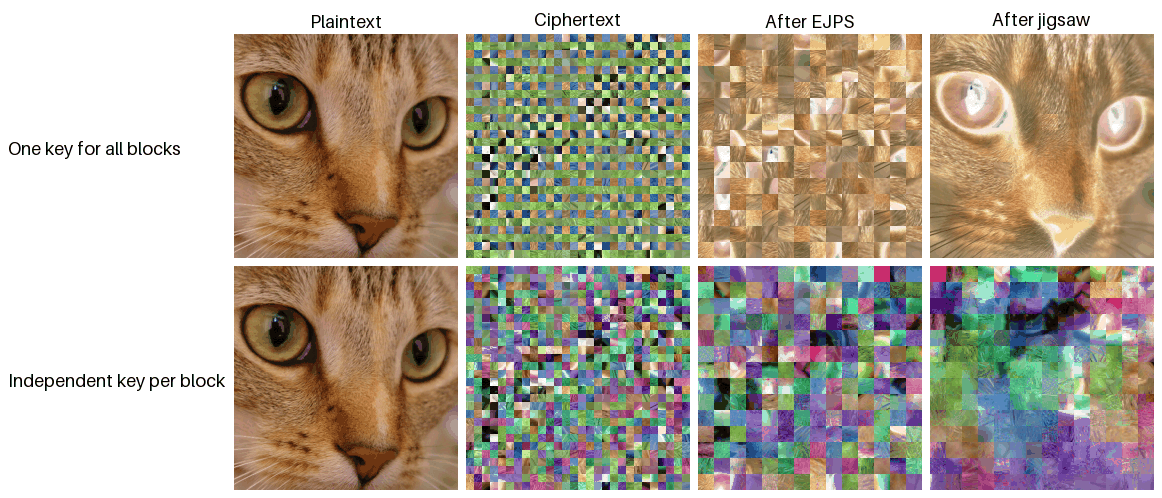 Plaintext
Ciphertext
After EJPS
After jigsaw
One key for all blocks
Independent key per block